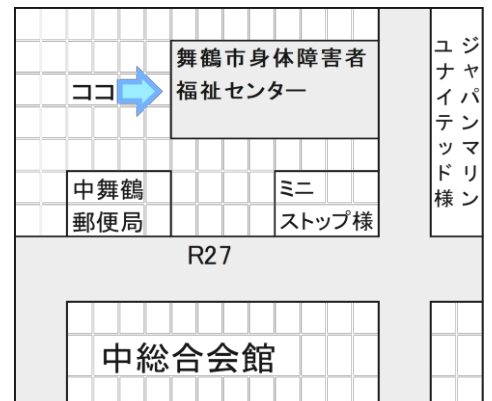 舞鶴市身体障害者
福祉センター
ココ
ジャパンマリン
ユナイテッド様
中舞鶴
郵便局
ミニ
ストップ様
R27
中総合会館